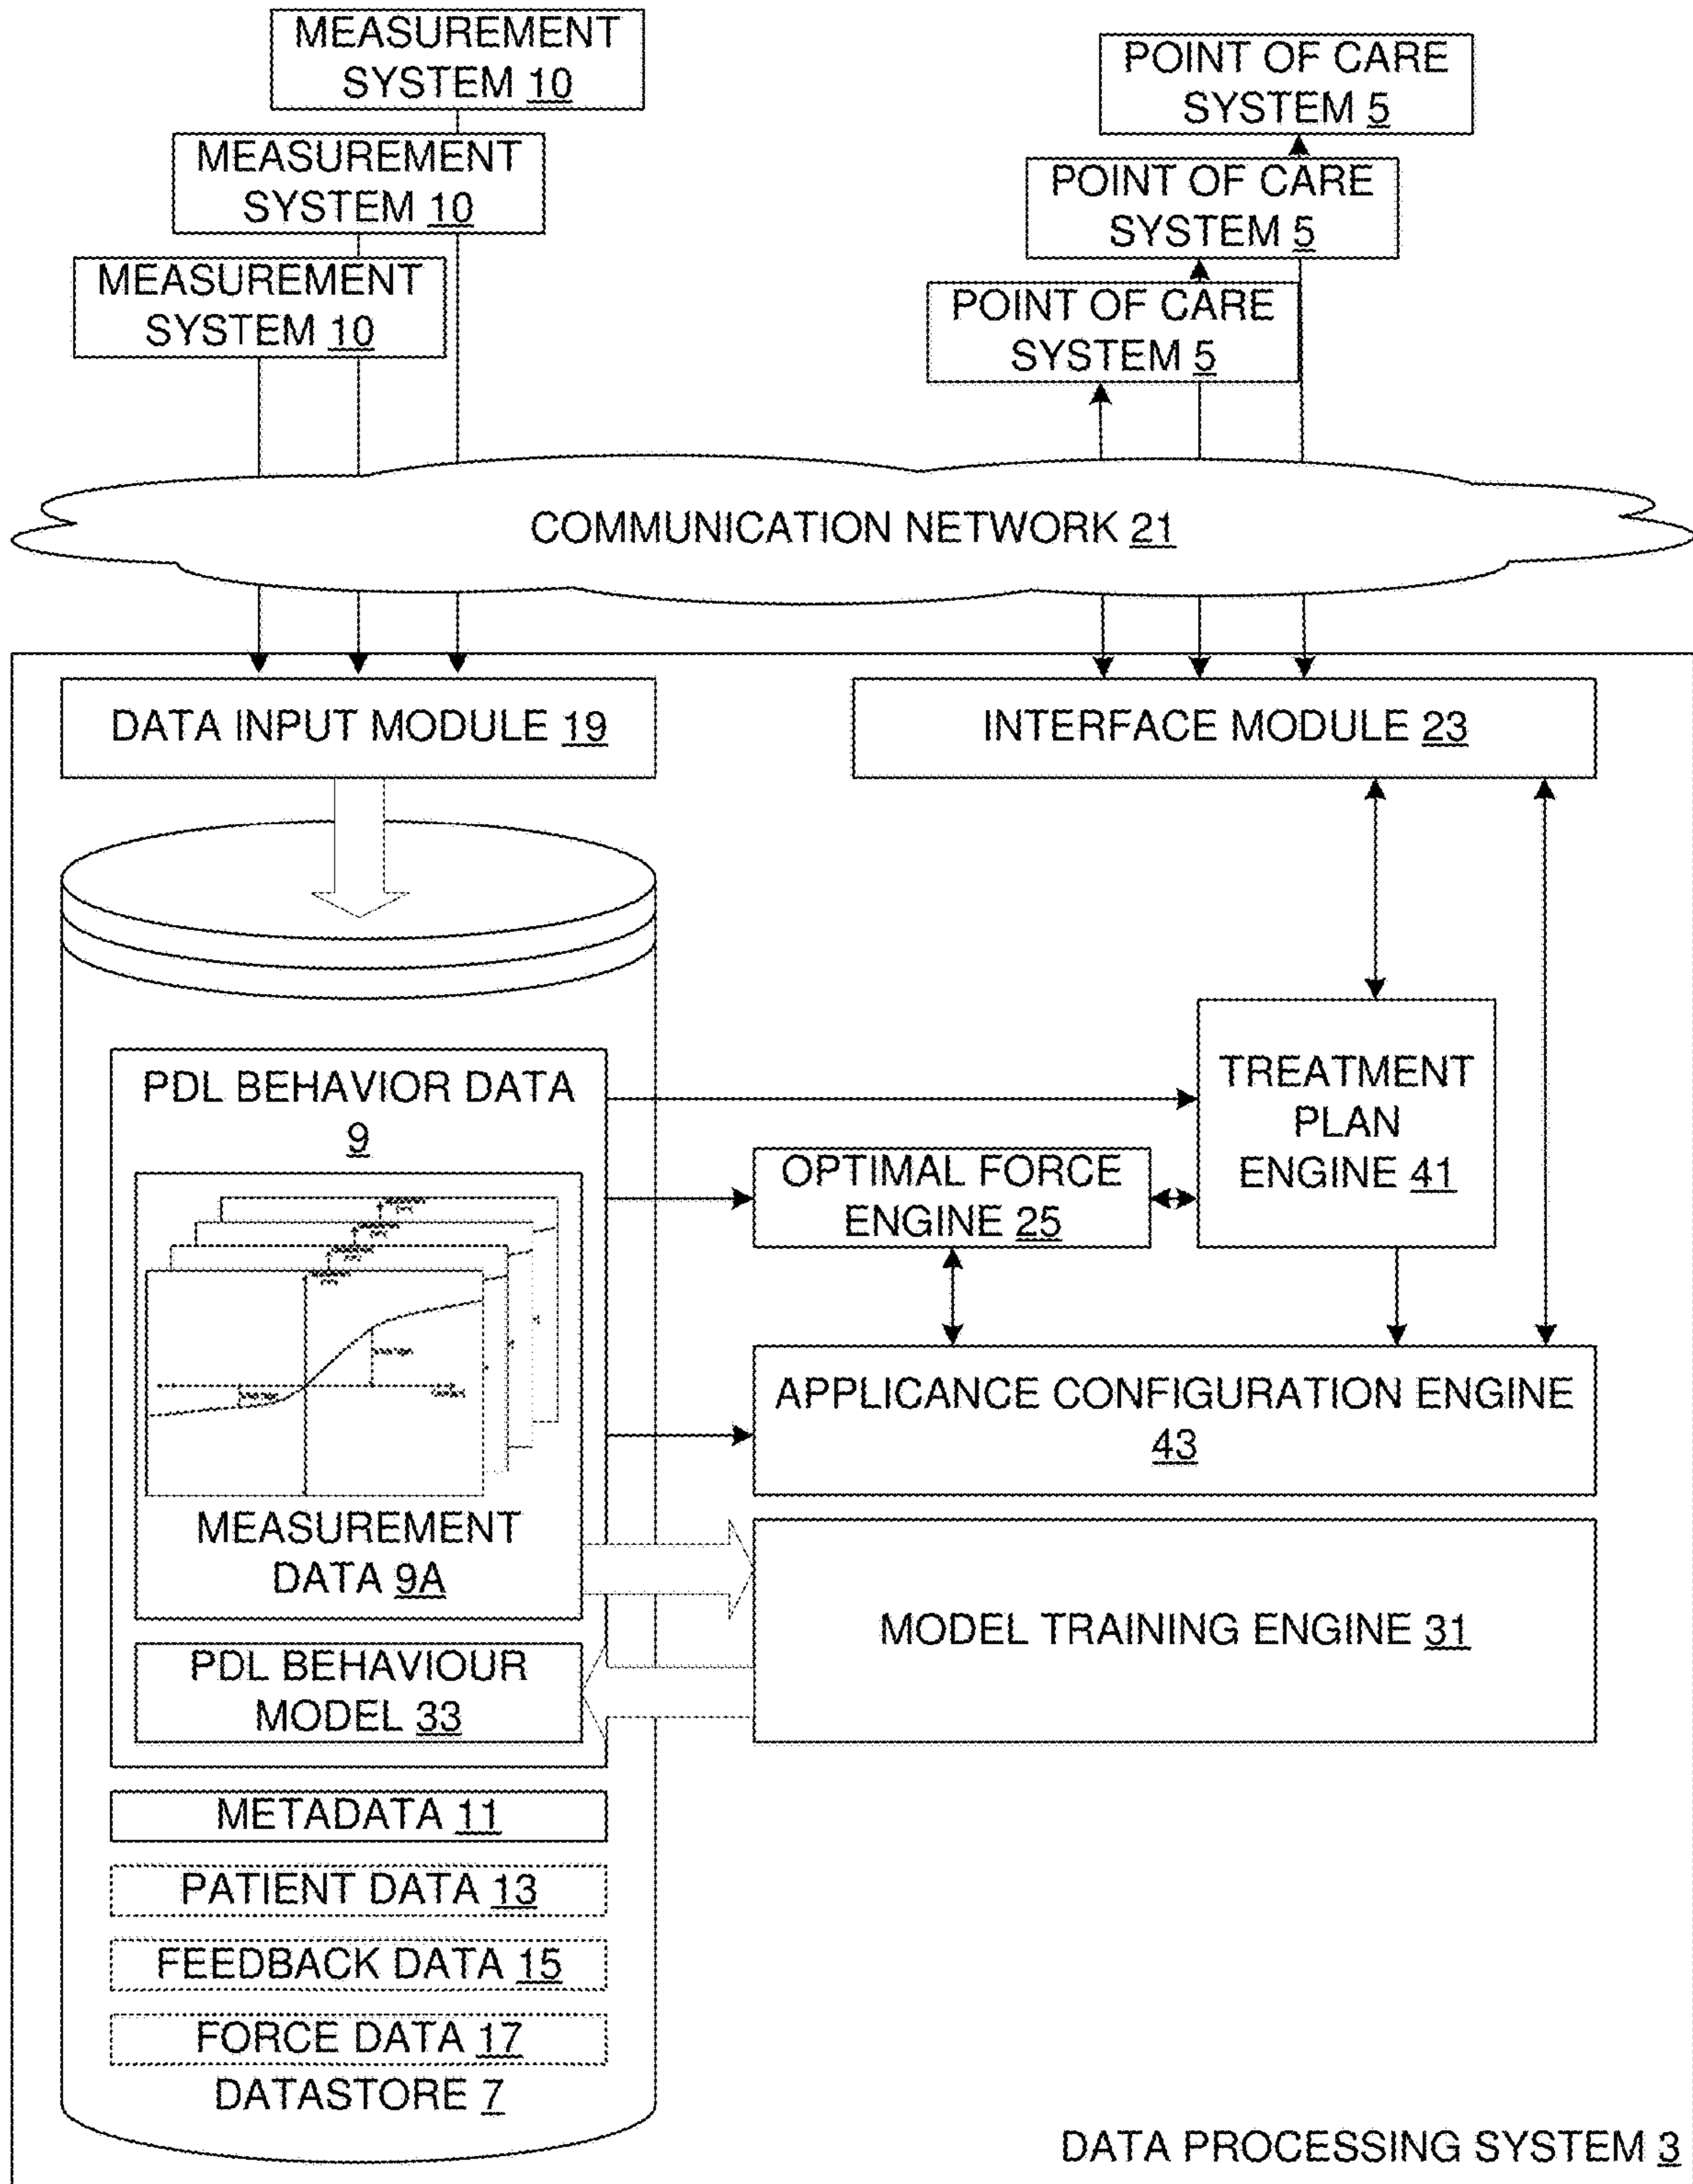 MEASUREMENT
SYSTEM 10
MEASUREMENT
SYSTEM 10
MEASUREMENT
SYSTEM 10
POINT OF CARE
SYSTEM 5
POINT OF CARE
SYSTEM 5
POINT OF CARE
SYSTEM 5
COMMUNICATION NETWORK 21
DATA INPUT MODULE 19
INTERFACE MODULE 23
PDL BEHAVIOR DATA
9
TREATMENT
PLAN
ENGINE 41
OPTIMAL FORCE
ENGINE 25
APPLICANCE CONFIGURATION ENGINE
43
MEASUREMENT
DATA 9A
MODEL TRAINING ENGINE 31
PDL BEHAVIOUR
MODEL 33
METADATA 11
PATIENT DATA 13
FEEDBACK DATA 15
FORCE DATA 17
DATASTORE 7
DATA PROCESSING SYSTEM 3